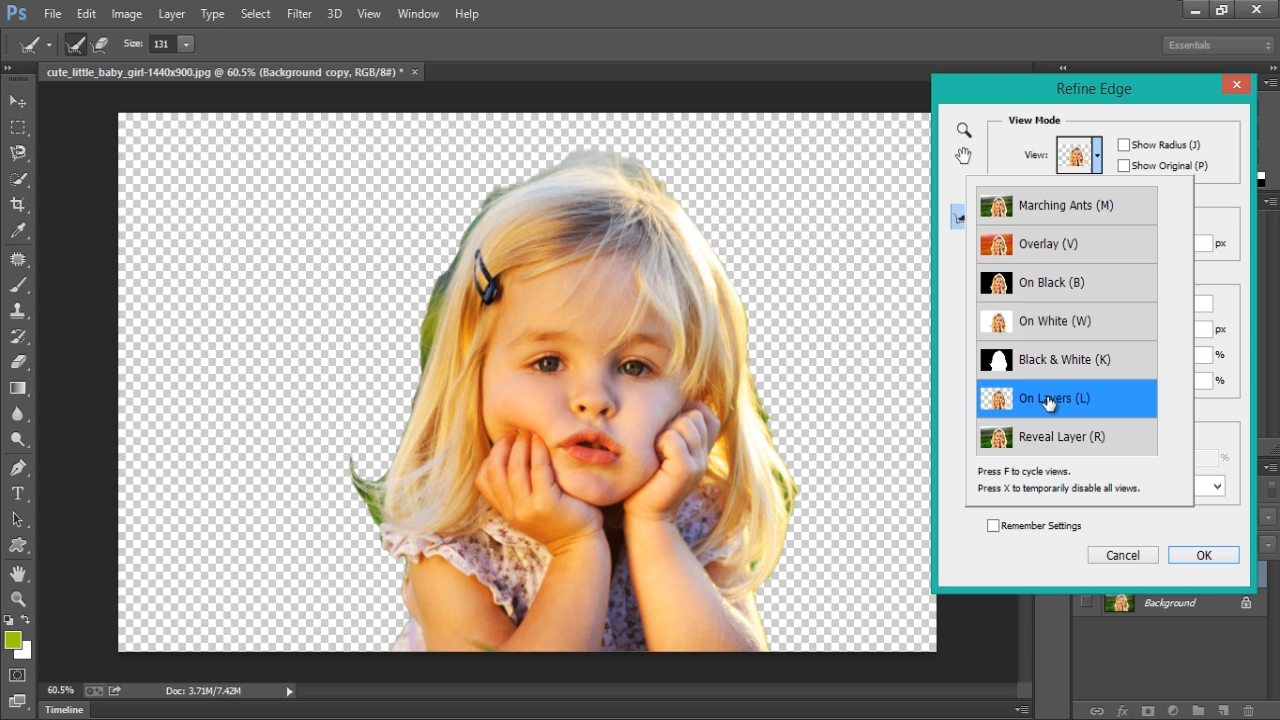 Ps File Edit Image Layer Type Select Filter 3D View Window Help
Size: 131 Essentials
cute_little_baby_girl-1440x900.jpg @ 60.5% (Background copy, RGB/8#) * ×
Refine Edge
View Mode
View: Show Radius (J)
Show Original (P)
Marching Ants (M)
Overlay (V)
px
On Black (B)
On White (W)
px
Black & White (K)
%
%
On Layers (L)
Reveal Layer (R)
%
Press F to cycle views.
Press X to temporarily disable all views.
Remember Settings
Cancel OK
Background
60.5% Doc: 3.71M/7.42M
Timeline
fx